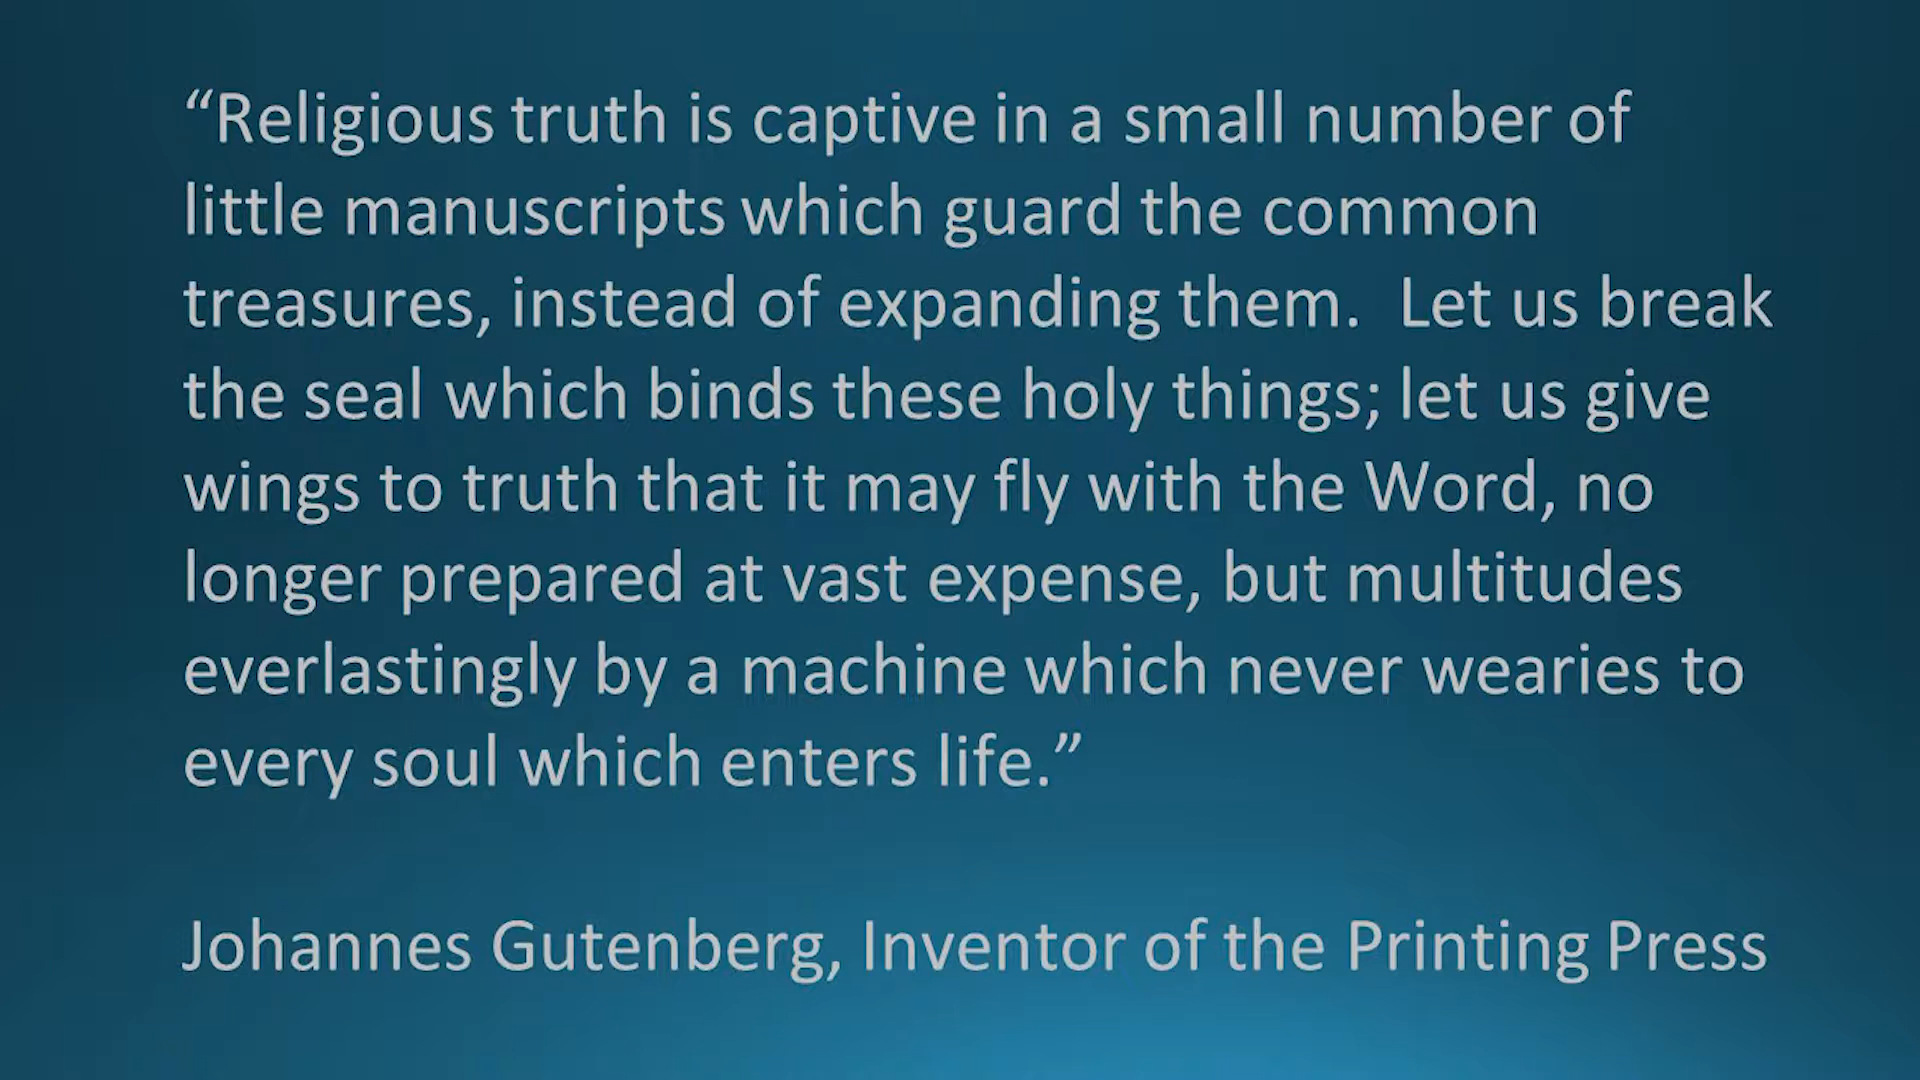 “Religious truth is captive in a small number of
little manuscripts which guard the common
treasures, instead of expanding them.  Let us break
the seal which binds these holy things; let us give
wings to truth that it may fly with the Word, no
longer prepared at vast expense, but multitudes
everlastingly by a machine which never wearies to
every soul which enters life.”
Johannes Gutenberg, Inventor of the Printing Press